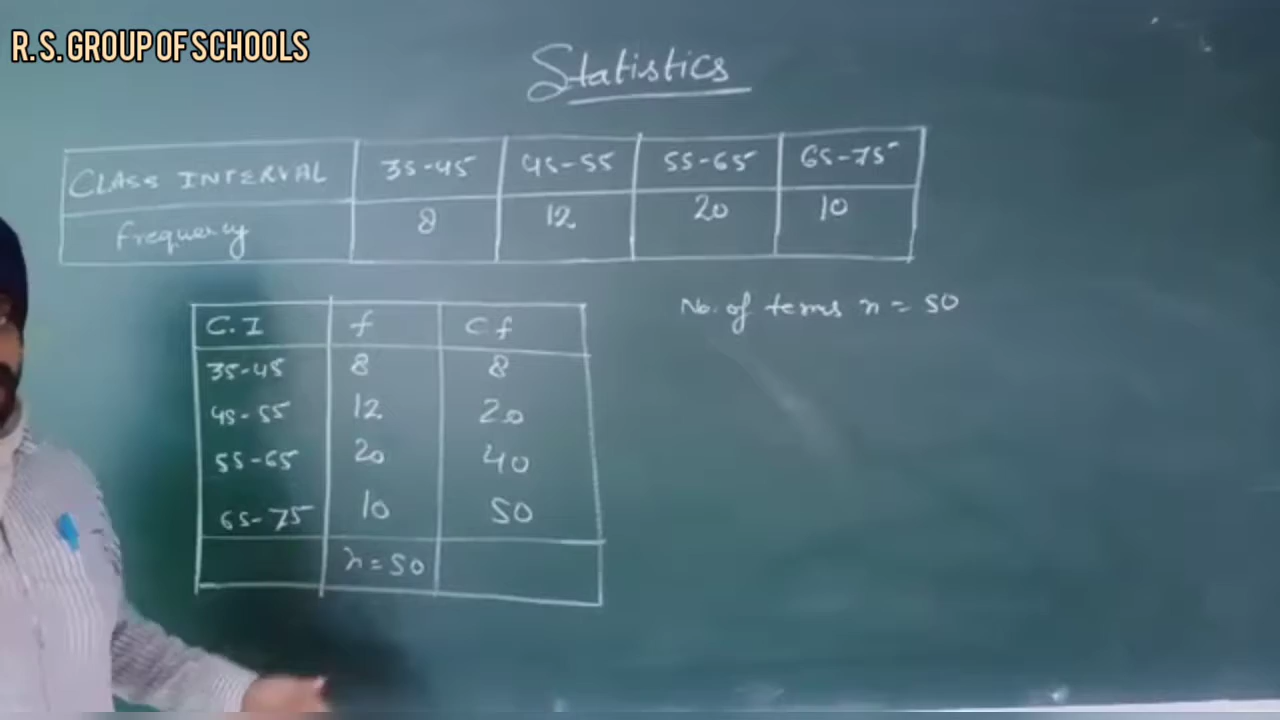 R.S. GROUP OF SCHOOLS
Statistics
CLASS INTERVAL 35-45 45-55 55-65 65-75
frequency 8 12 20 10
No. of terms n = 50
C.I f Cf
35-45 8 8
45-55 12 20
55-65 20 40
65-75 10 50
n=50